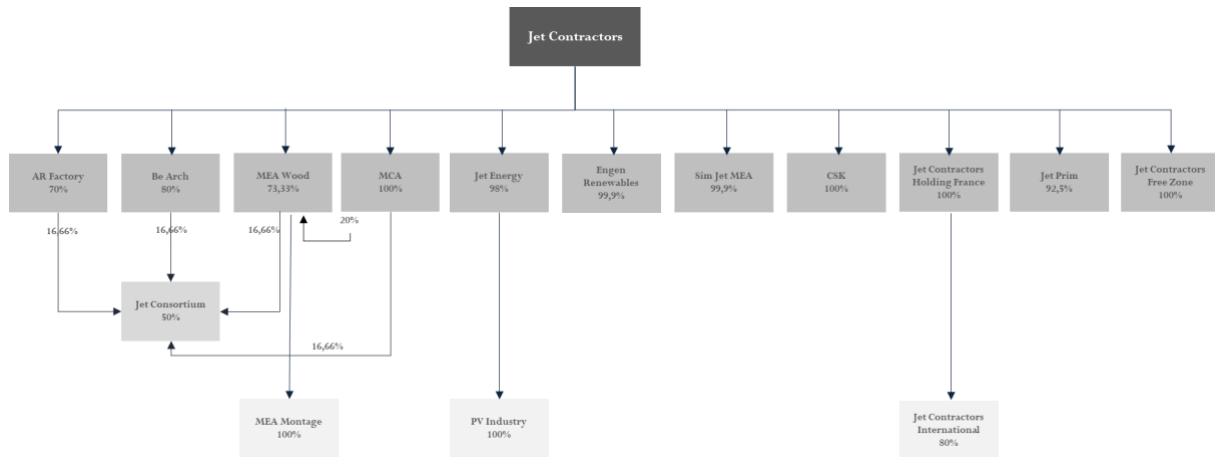 Jet Contractors
AR Factory
70%
Be Arch
80%
MEA Wood
73,33%
MCA
100%
Jet Energy
98%
Engen
Renewables
99,9%
Sim Jet MEA
99,9%
CSK
100%
Jet Contractors
Holding France
100%
Jet Prim
92,5%
Jet Contractors
Free Zone
100%
16,66%
16,66%
16,66%
20%
Jet Consortium
50%
16,66%
MEA Montage
100%
PV Industry
100%
Jet Contractors
International
80%